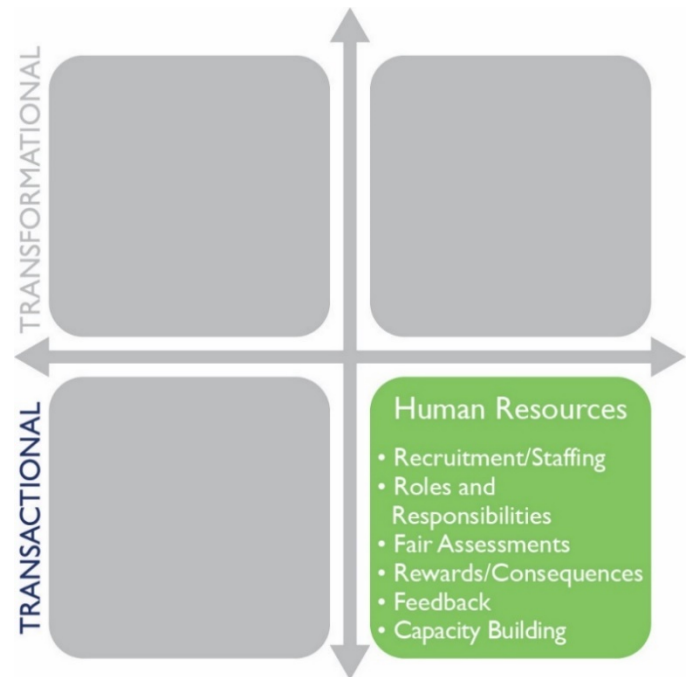 TRANSFORMATIONAL
TRANSACTIONAL
Human Resources
• Recruitment/Staffing
• Roles and
Responsibilities
• Fair Assessments
• Rewards/Consequences
• Feedback
• Capacity Building